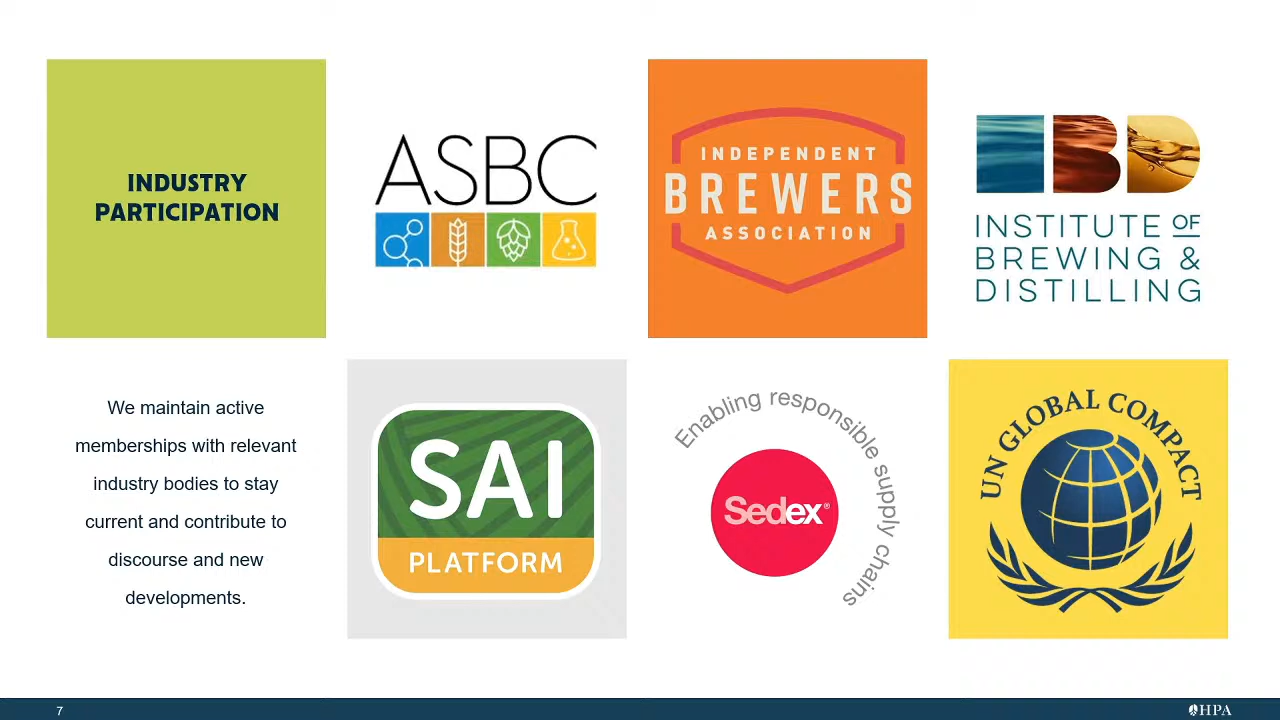 INDUSTRY
PARTICIPATION
ASBC
INDEPENDENT
BREWERS
ASSOCIATION
IBD
INSTITUTE OF
BREWING &
DISTILLING
We maintain active
memberships with relevant
industry bodies to stay
current and contribute to
discourse and new
developments.
SAI
PLATFORM
Enabling responsible supply chains
Sedex®
UN GLOBAL COMPACT
7
HPA